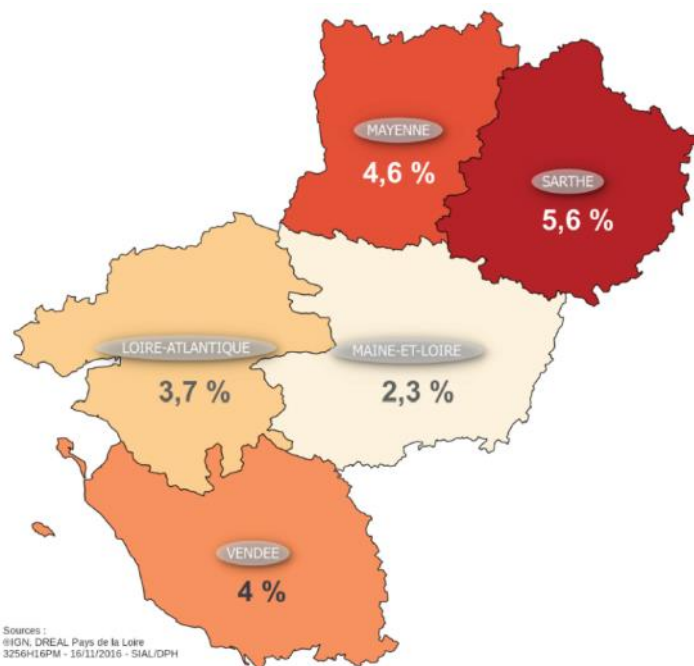 MAYENNE
4,6 %
SARTHE
5,6 %
LOIRE-ATLANTIQUE
3,7 %
MAINE-ET-LOIRE
2,3 %
VENDEE
4 %
Sources :
©IGN, DREAL Pays de la Loire
3256H16PM - 16/11/2016 - SIAL/DPH